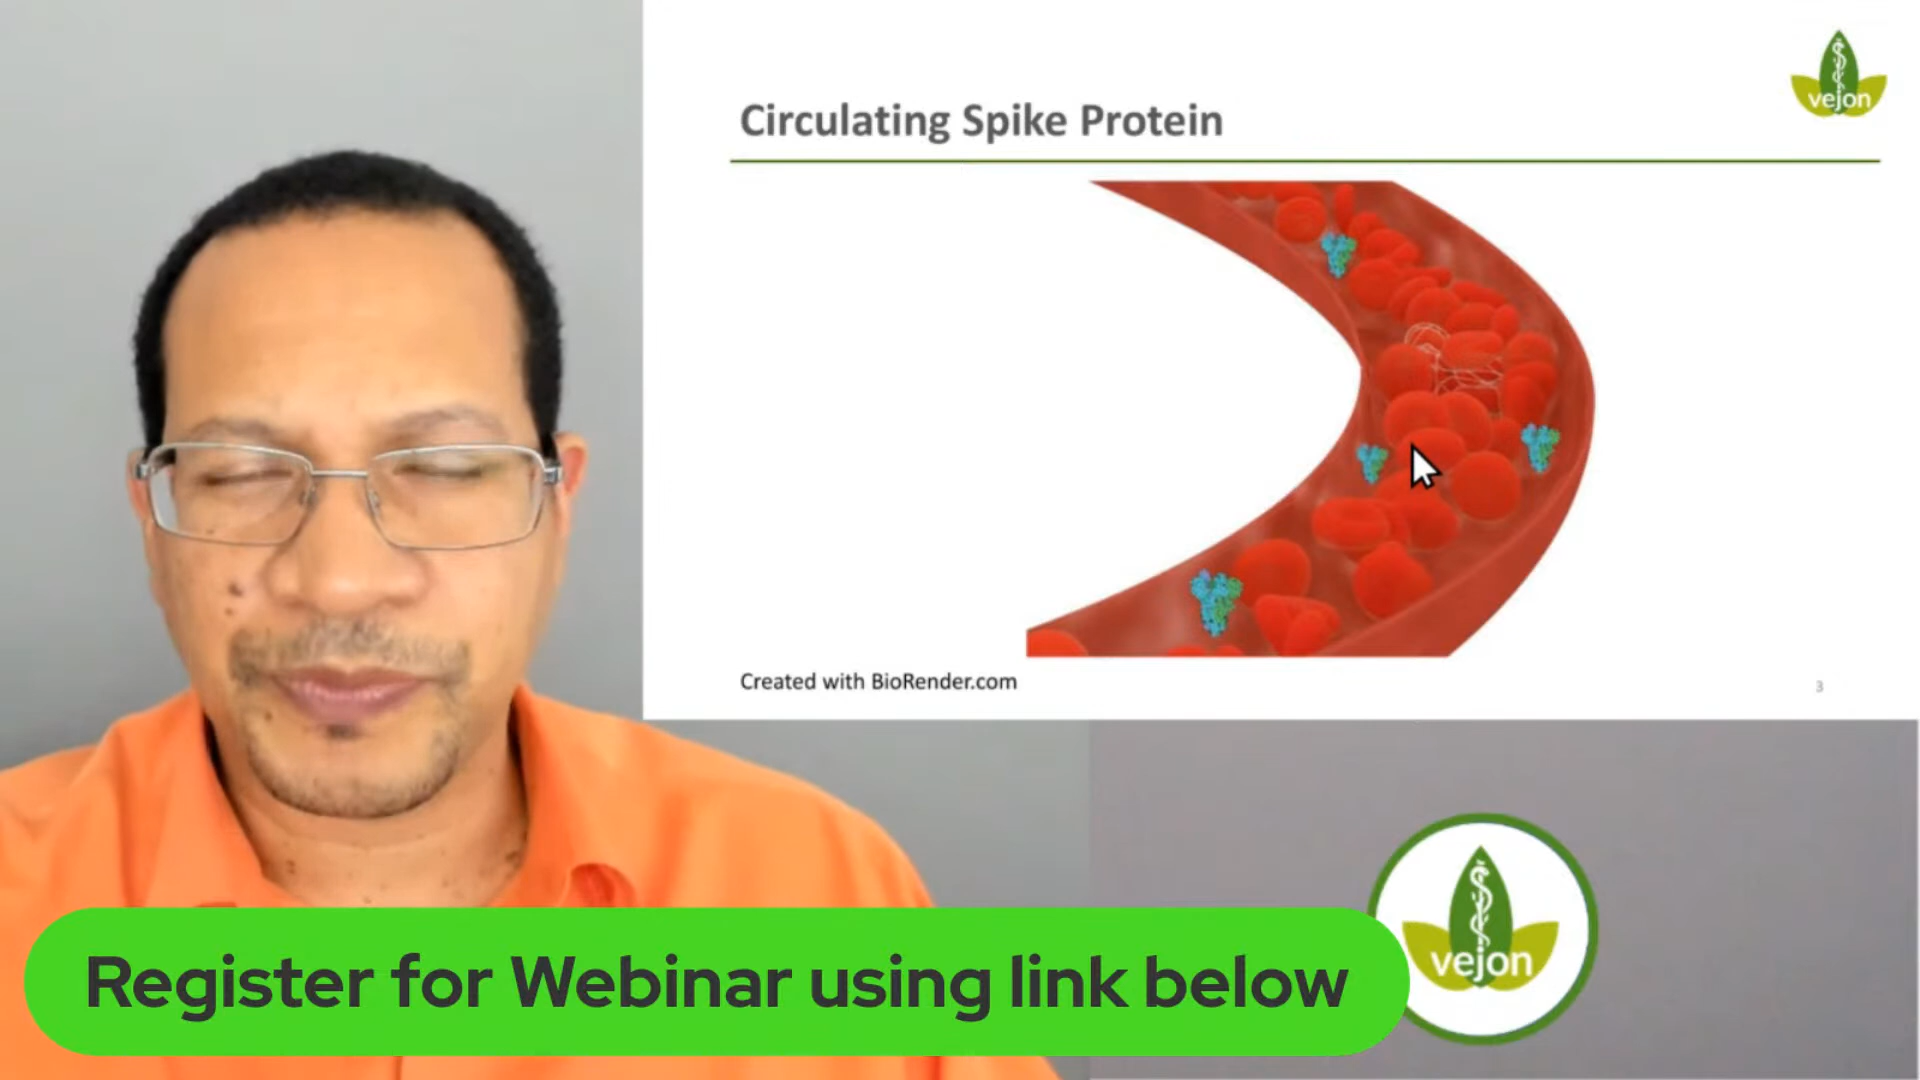 vejon
Circulating Spike Protein
Created with BioRender.com
3
vejon
Register for Webinar using link below